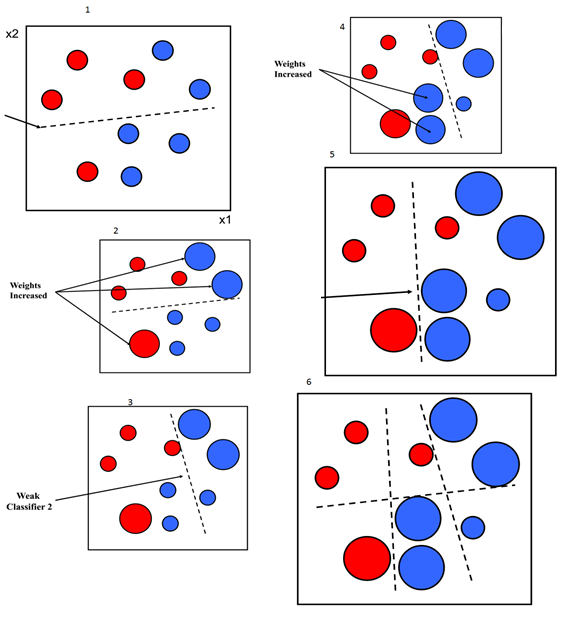 1
x2
x1
2
Weights
Increased
3
Weak
Classifier 2
4
Weights
Increased
5
6